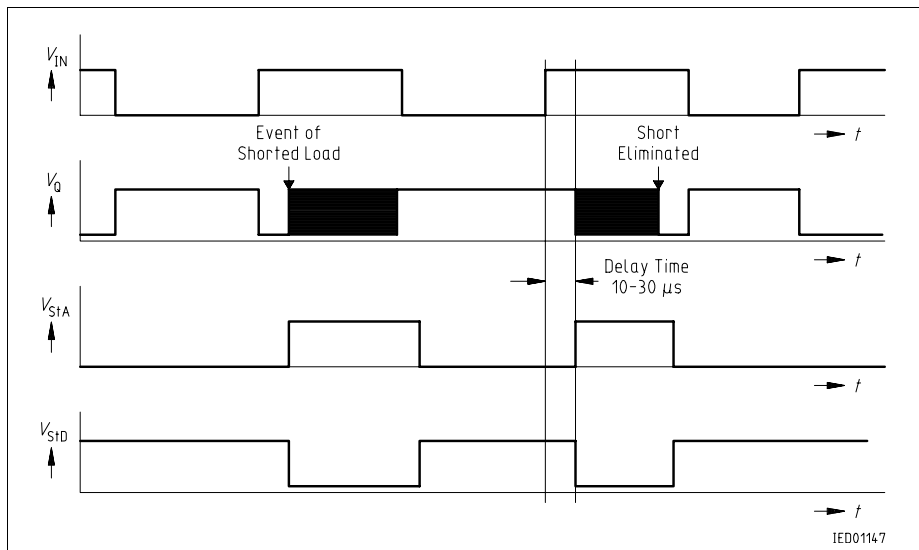 V_IN
t
Event of
Shorted Load
Short
Eliminated
V_Q
t
Delay Time
10-30 µs
V_StA
t
V_StD
t
IED01147